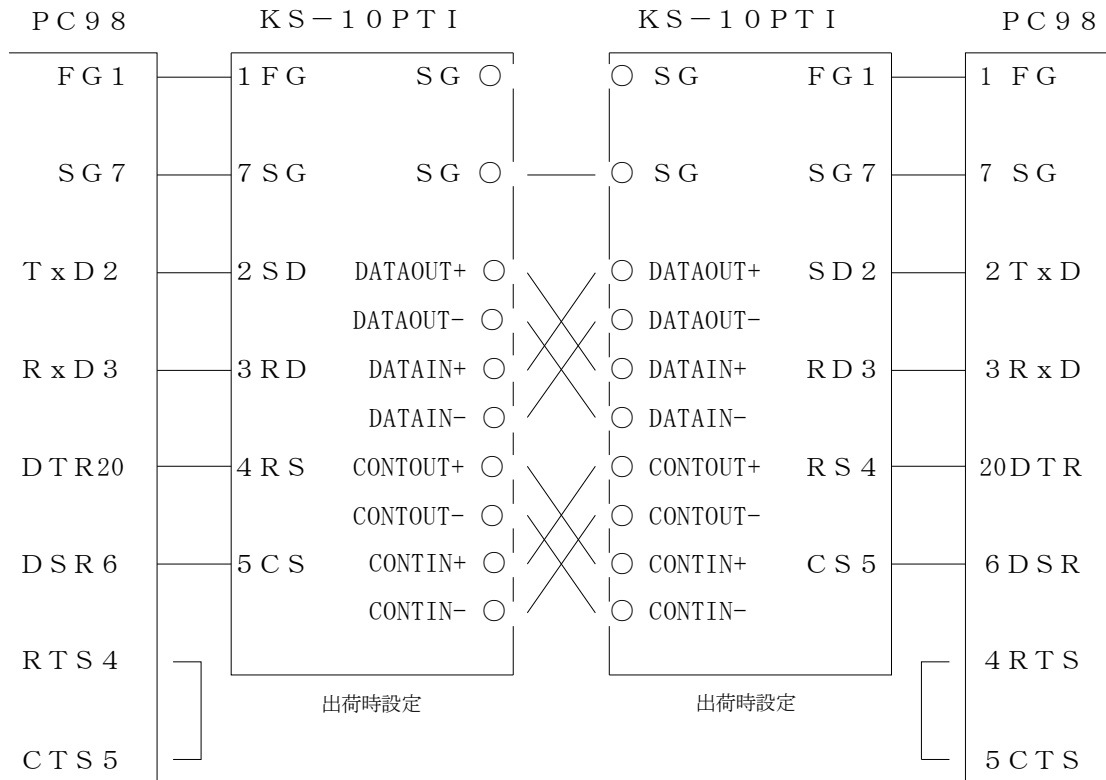 PC98 KS-10PTI KS-10PTI PC98
FG1 1FG SG ○ ○ SG FG1 1 FG
SG7 7SG SG ○ ○ SG SG7 7 SG
TxD2 2SD DATAOUT+ ○ ○ DATAOUT+ SD2 2TxD
DATAOUT- ○ ○ DATAOUT-
RxD3 3RD DATAIN+ ○ ○ DATAIN+ RD3 3RxD
DATAIN- ○ ○ DATAIN-
DTR20 4RS CONTOUT+ ○ ○ CONTOUT+ RS4 20DTR
CONTOUT- ○ ○ CONTOUT-
DSR6 5CS CONTIN+ ○ ○ CONTIN+ CS5 6DSR
CONTIN- ○ ○ CONTIN-
RTS4 4RTS
出荷時設定 出荷時設定
CTS5 5CTS